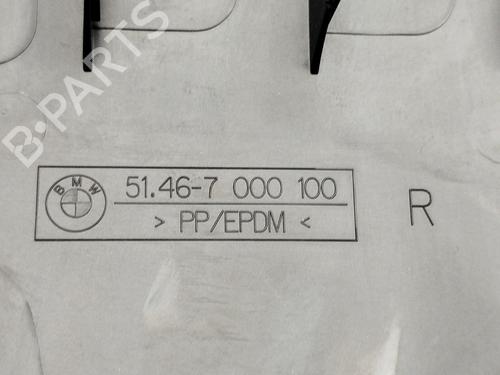 B-PARTS
BMW
51.46-7 000 100
> PP/EPDM <
R